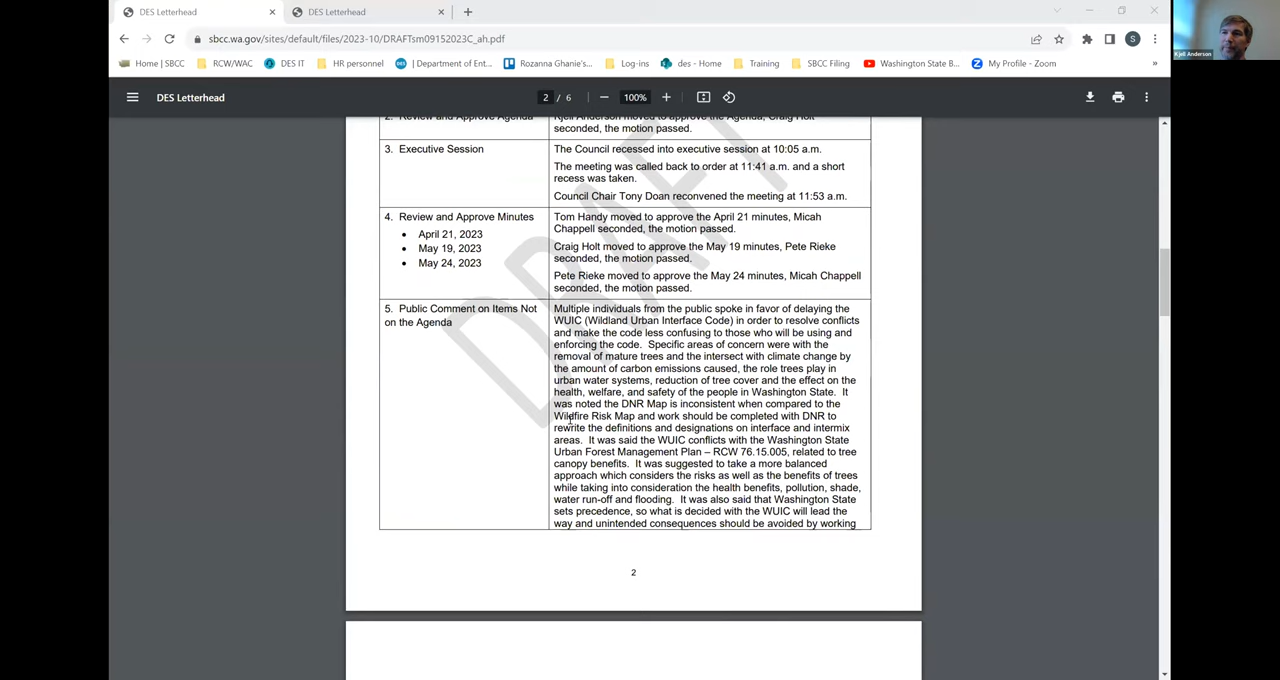 DES Letterhead
DES Letterhead
sbcc.wa.gov/sites/default/files/2023-10/DRAFTsm09152023C_ah.pdf
S
Home | SBCC
RCW/WAC
DES IT
HR personnel
| Department of Ent...
Rozanna Ghanie's...
Log-ins
des - Home
Training
SBCC Filing
Washington State B...
My Profile - Zoom
»
DES Letterhead
2 / 6
100%
Kjell Anderson
DRAFT
2. Review and Approve Agenda
Kjell Anderson moved to approve the Agenda, Craig Holt
seconded, the motion passed.
3. Executive Session
The Council recessed into executive session at 10:05 a.m.
The meeting was called back to order at 11:41 a.m. and a short
recess was taken.
Council Chair Tony Doan reconvened the meeting at 11:53 a.m.
4. Review and Approve Minutes
• April 21, 2023
• May 19, 2023
• May 24, 2023
Tom Handy moved to approve the April 21 minutes, Micah
Chappell seconded, the motion passed.
Craig Holt moved to approve the May 19 minutes, Pete Rieke
seconded, the motion passed.
Pete Rieke moved to approve the May 24 minutes, Micah Chappell
seconded, the motion passed.
5. Public Comment on Items Not
on the Agenda
Multiple individuals from the public spoke in favor of delaying the
WUIC (Wildland Urban Interface Code) in order to resolve conflicts
and make the code less confusing to those who will be using and
enforcing the code. Specific areas of concern were with the
removal of mature trees and the intersect with climate change by
the amount of carbon emissions caused, the role trees play in
urban water systems, reduction of tree cover and the effect on the
health, welfare, and safety of the people in Washington State. It
was noted the DNR Map is inconsistent when compared to the
Wildfire Risk Map and work should be completed with DNR to
rewrite the definitions and designations on interface and intermix
areas. It was said the WUIC conflicts with the Washington State
Urban Forest Management Plan – RCW 76.15.005, related to tree
canopy benefits. It was suggested to take a more balanced
approach which considers the risks as well as the benefits of trees
while taking into consideration the health benefits, pollution, shade,
water run-off and flooding. It was also said that Washington State
sets precedence, so what is decided with the WUIC will lead the
way and unintended consequences should be avoided by working
2